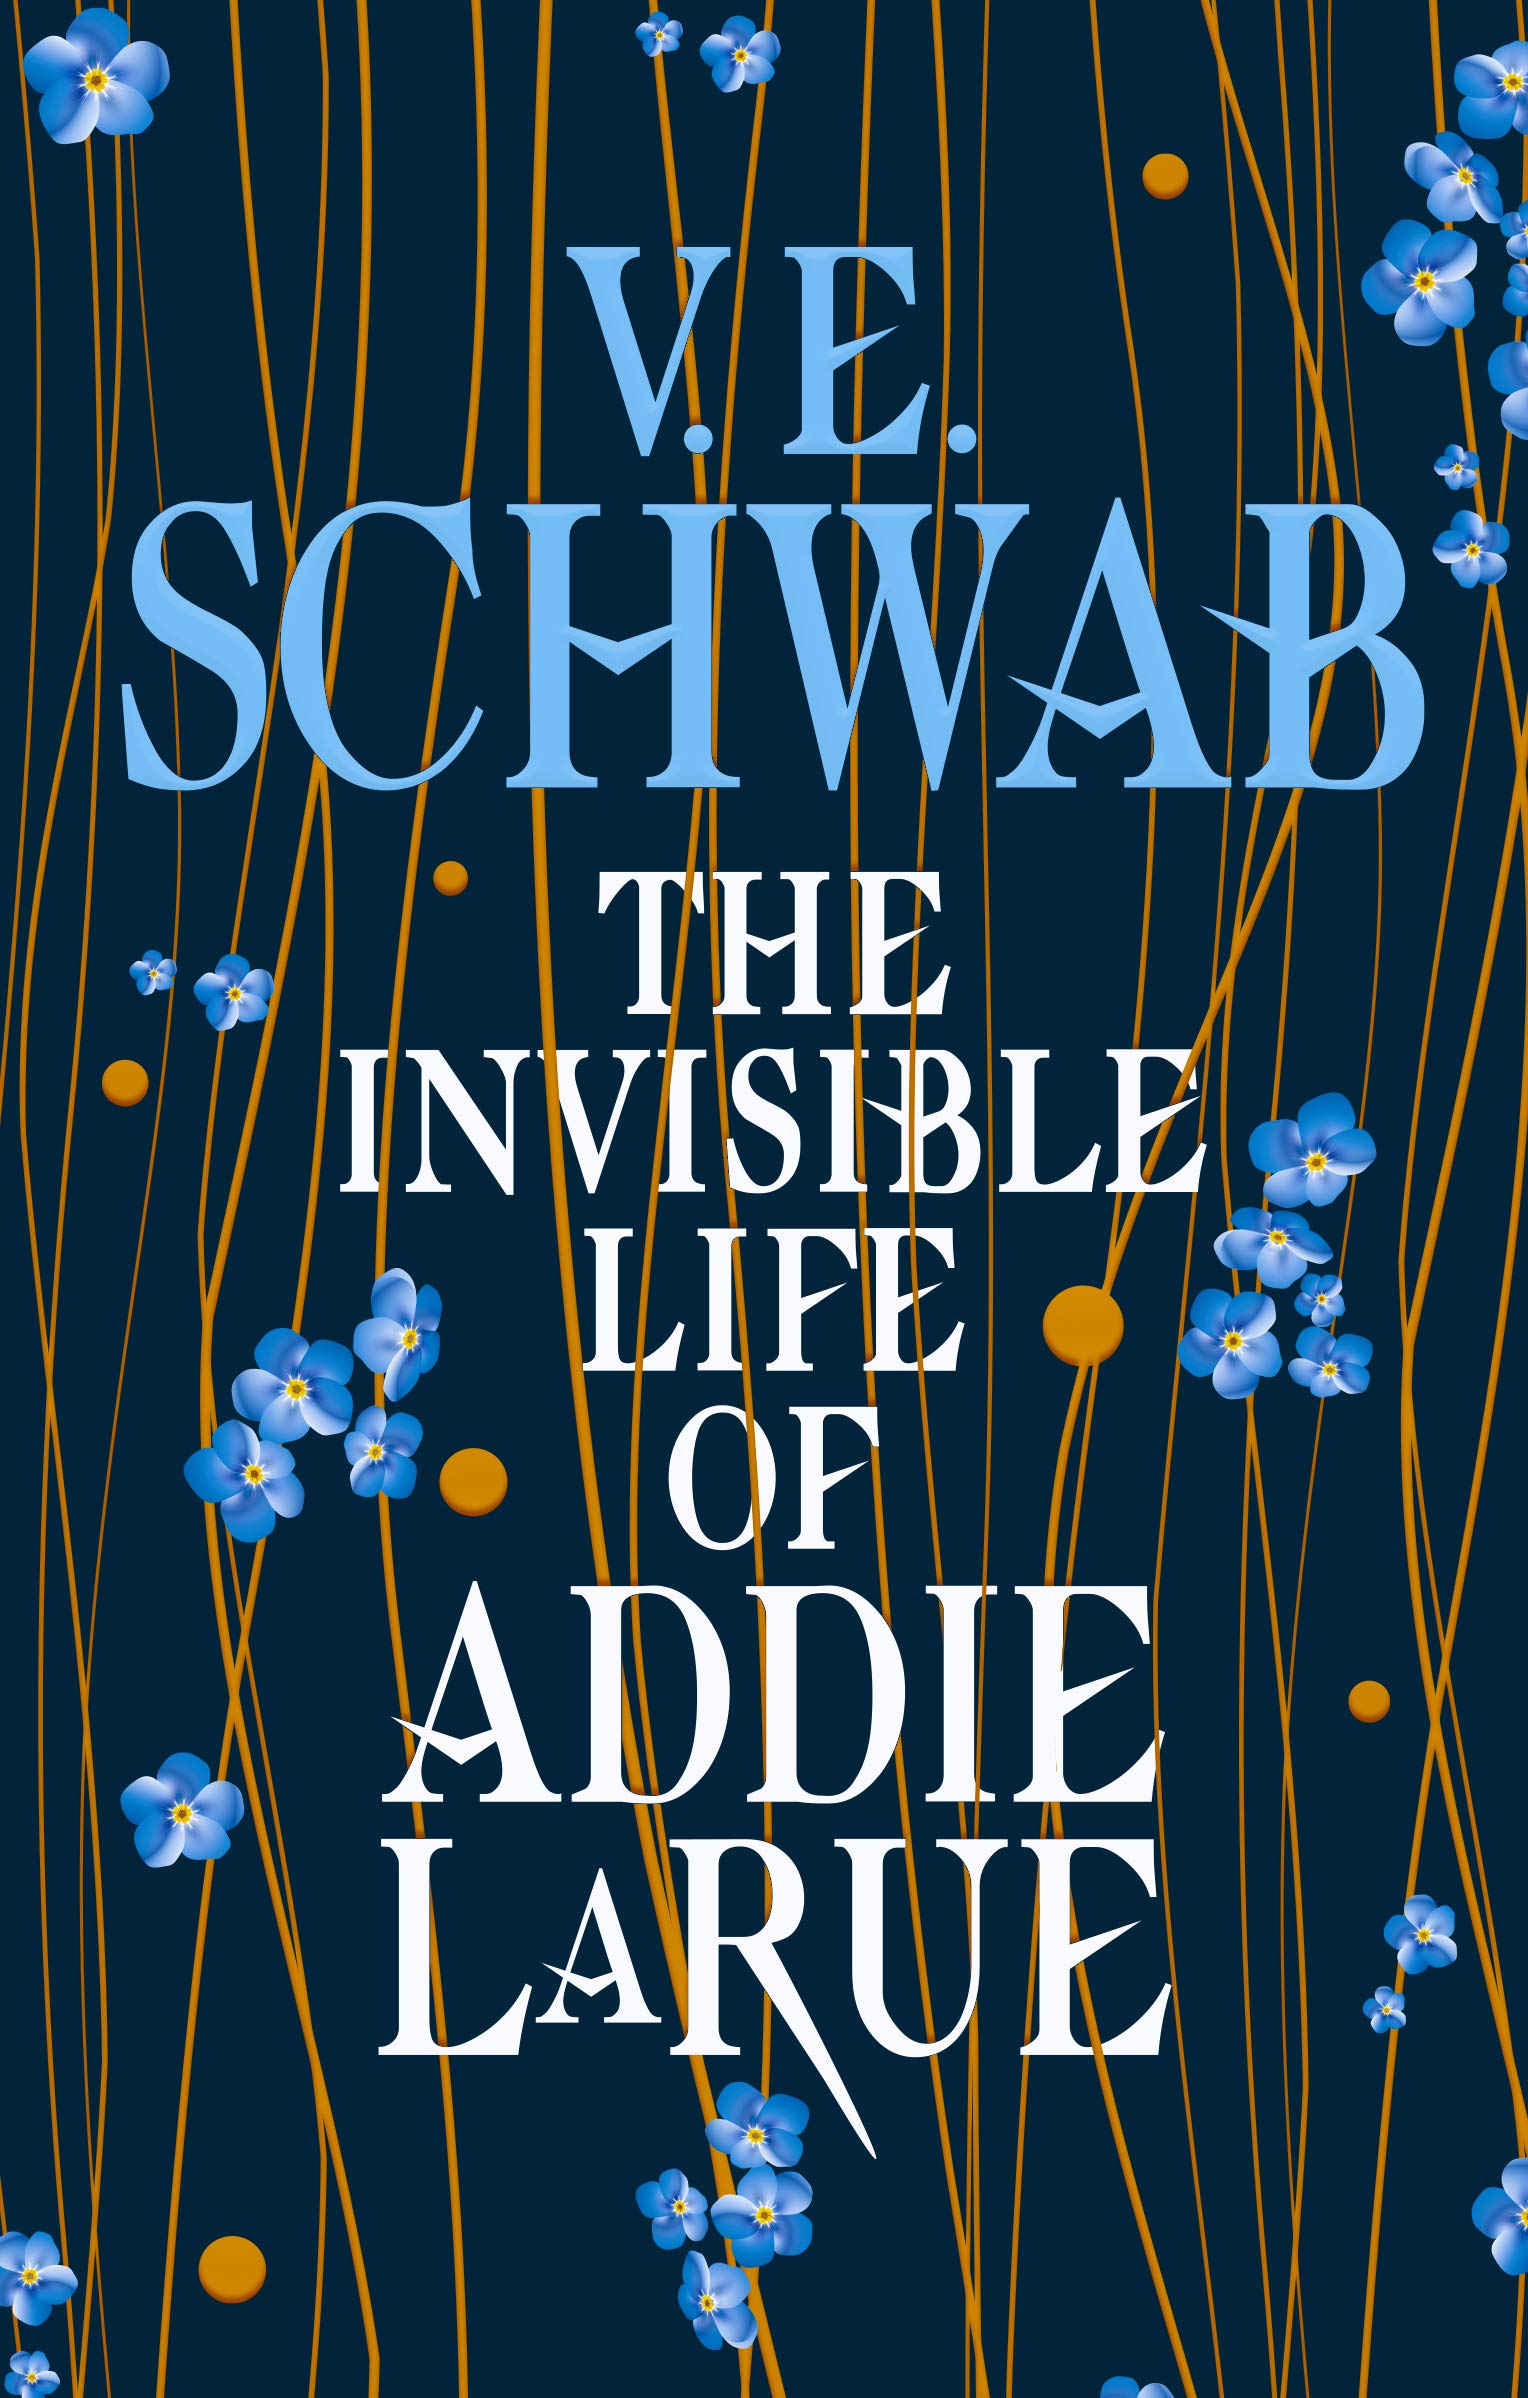 V. E.
SCHWAB
THE
INVISIBLE
LIFE
OF
ADDIE
LARUE